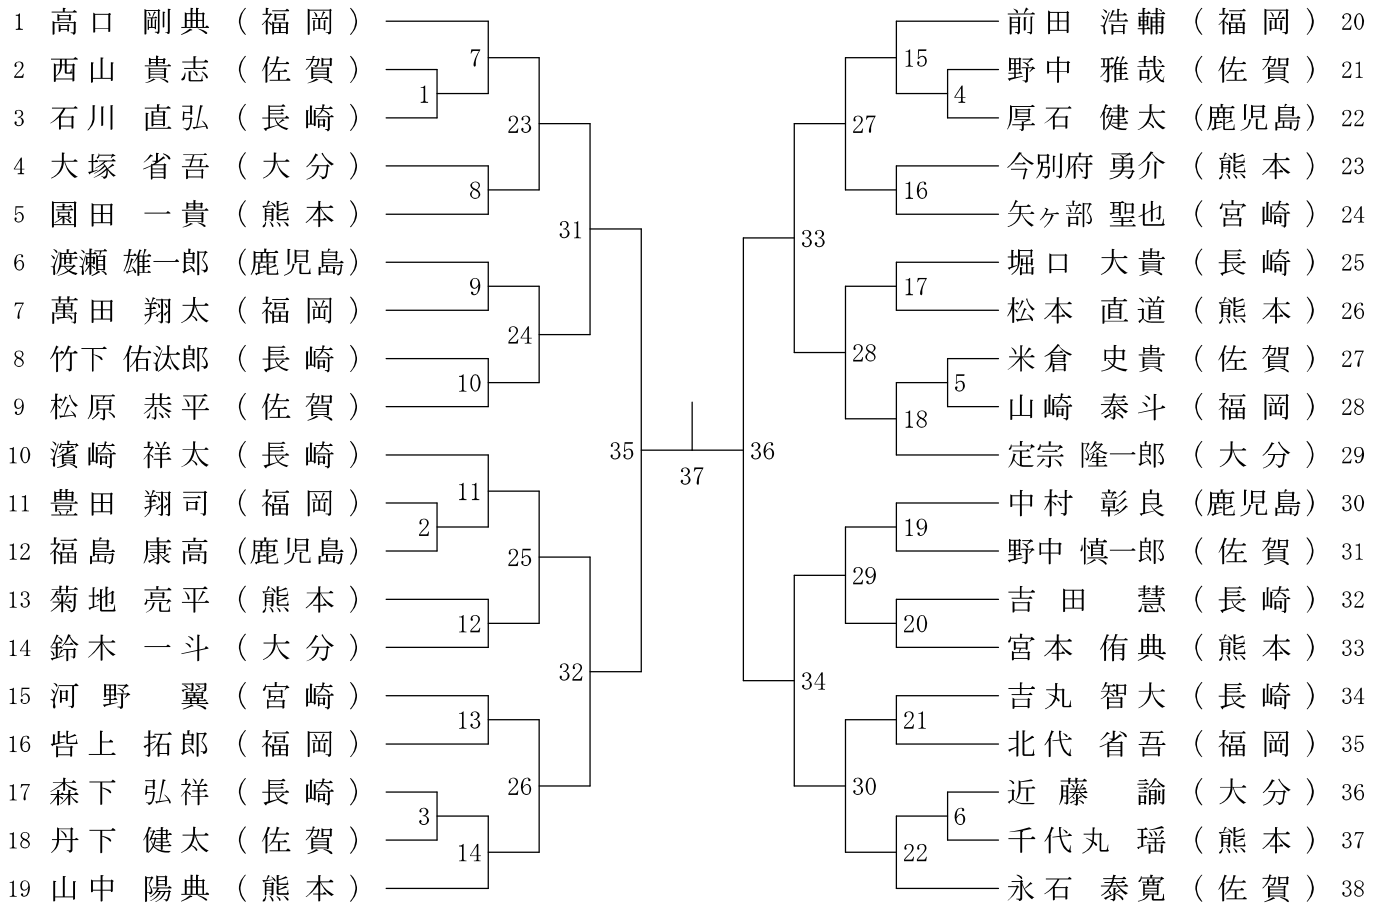 1 高口 剛典 (福岡)
2 西山 貴志 (佐賀)
3 石川 直弘 (長崎)
4 大塚 省吾 (大分)
5 園田 一貴 (熊本)
6 渡瀬 雄一郎 (鹿児島)
7 萬田 翔太 (福岡)
8 竹下 佑汰郎 (長崎)
9 松原 恭平 (佐賀)
10 濱崎 祥太 (長崎)
11 豊田 翔司 (福岡)
12 福島 康高 (鹿児島)
13 菊地 亮平 (熊本)
14 鈴木 一斗 (大分)
15 河野 翼 (宮崎)
16 呰上 拓郎 (福岡)
17 森下 弘祥 (長崎)
18 丹下 健太 (佐賀)
19 山中 陽典 (熊本)
1
2
3
7
8
9
10
11
12
13
14
23
24
25
26
31
32
35
37
36
33
34
27
28
29
30
15
16
17
18
19
20
21
22
4
5
6
前田 浩輔 (福岡) 20
野中 雅哉 (佐賀) 21
厚石 健太 (鹿児島) 22
今別府 勇介 (熊本) 23
矢ヶ部 聖也 (宮崎) 24
堀口 大貴 (長崎) 25
松本 直道 (熊本) 26
米倉 史貴 (佐賀) 27
山崎 泰斗 (福岡) 28
定宗 隆一郎 (大分) 29
中村 彰良 (鹿児島) 30
野中 慎一郎 (佐賀) 31
吉田 慧 (長崎) 32
宮本 侑典 (熊本) 33
吉丸 智大 (長崎) 34
北代 省吾 (福岡) 35
近藤 諭 (大分) 36
千代丸 瑶 (熊本) 37
永石 泰寛 (佐賀) 38